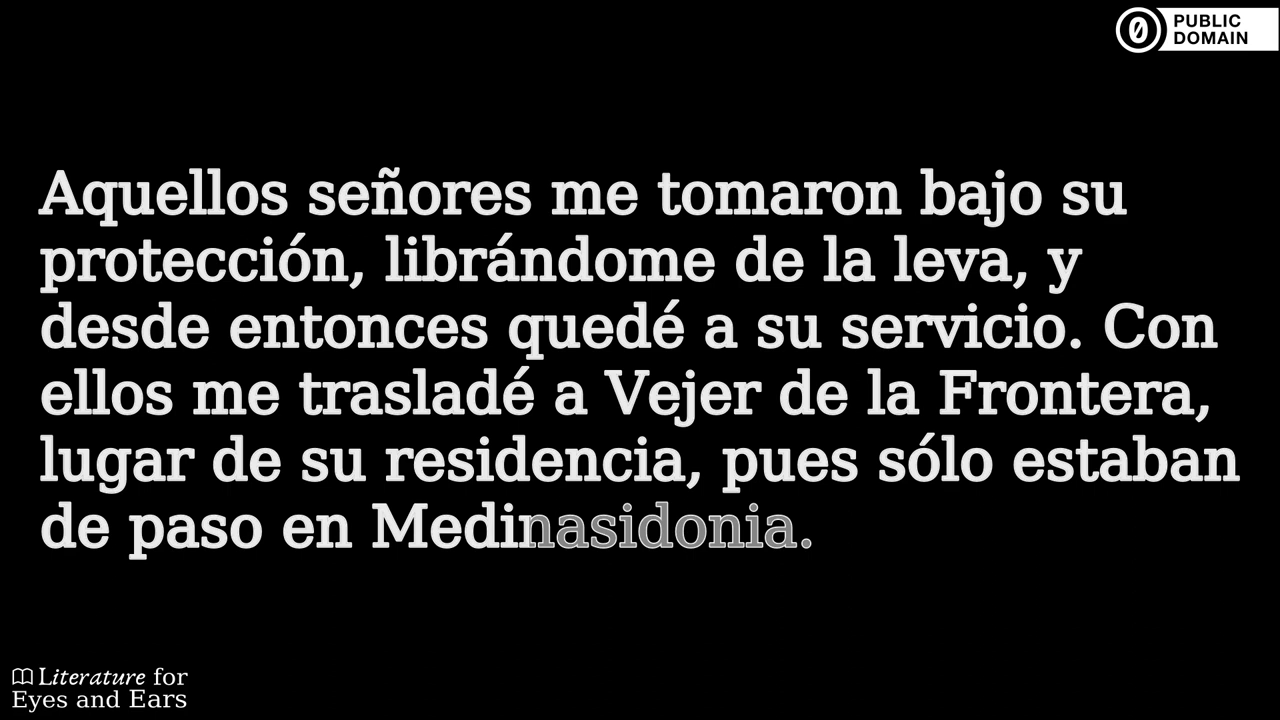 PUBLIC
DOMAIN
Aquellos señores me tomaron bajo su
protección, librándome de la leva, y
desde entonces quedé a su servicio. Con
ellos me trasladé a Vejer de la Frontera,
lugar de su residencia, pues sólo estaban
de paso en Medinasidonia.
Literature for
Eyes and Ears